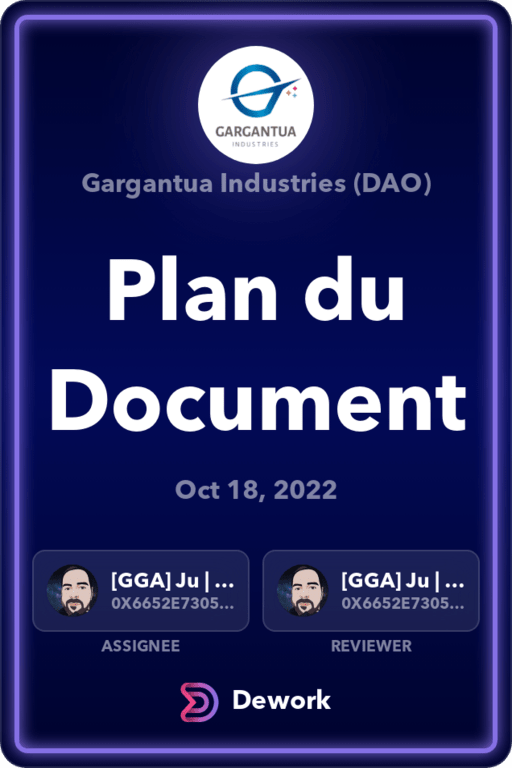 GARGANTUA
INDUSTRIES
Gargantua Industries (DAO)
Plan du
Document
Oct 18, 2022
[GGA] Ju | ...
0X6652E7305...
ASSIGNEE
[GGA] Ju | ...
0X6652E7305...
REVIEWER
Dework